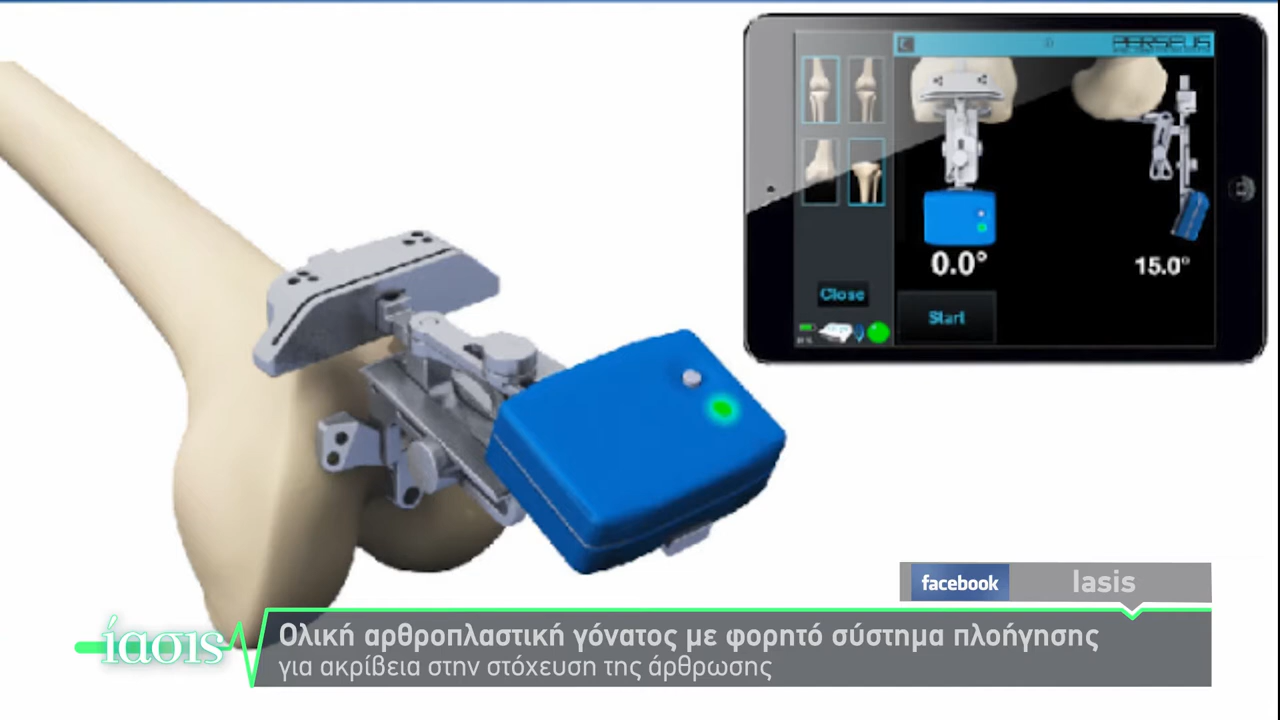 PERSEUS
0.0°
15.0°
Close
Start
facebook
Iasis
ίασις
Ολική αρθροπλαστική γόνατος με φορητό σύστημα πλοήγησης
για ακρίβεια στην στόχευση της άρθρωσης